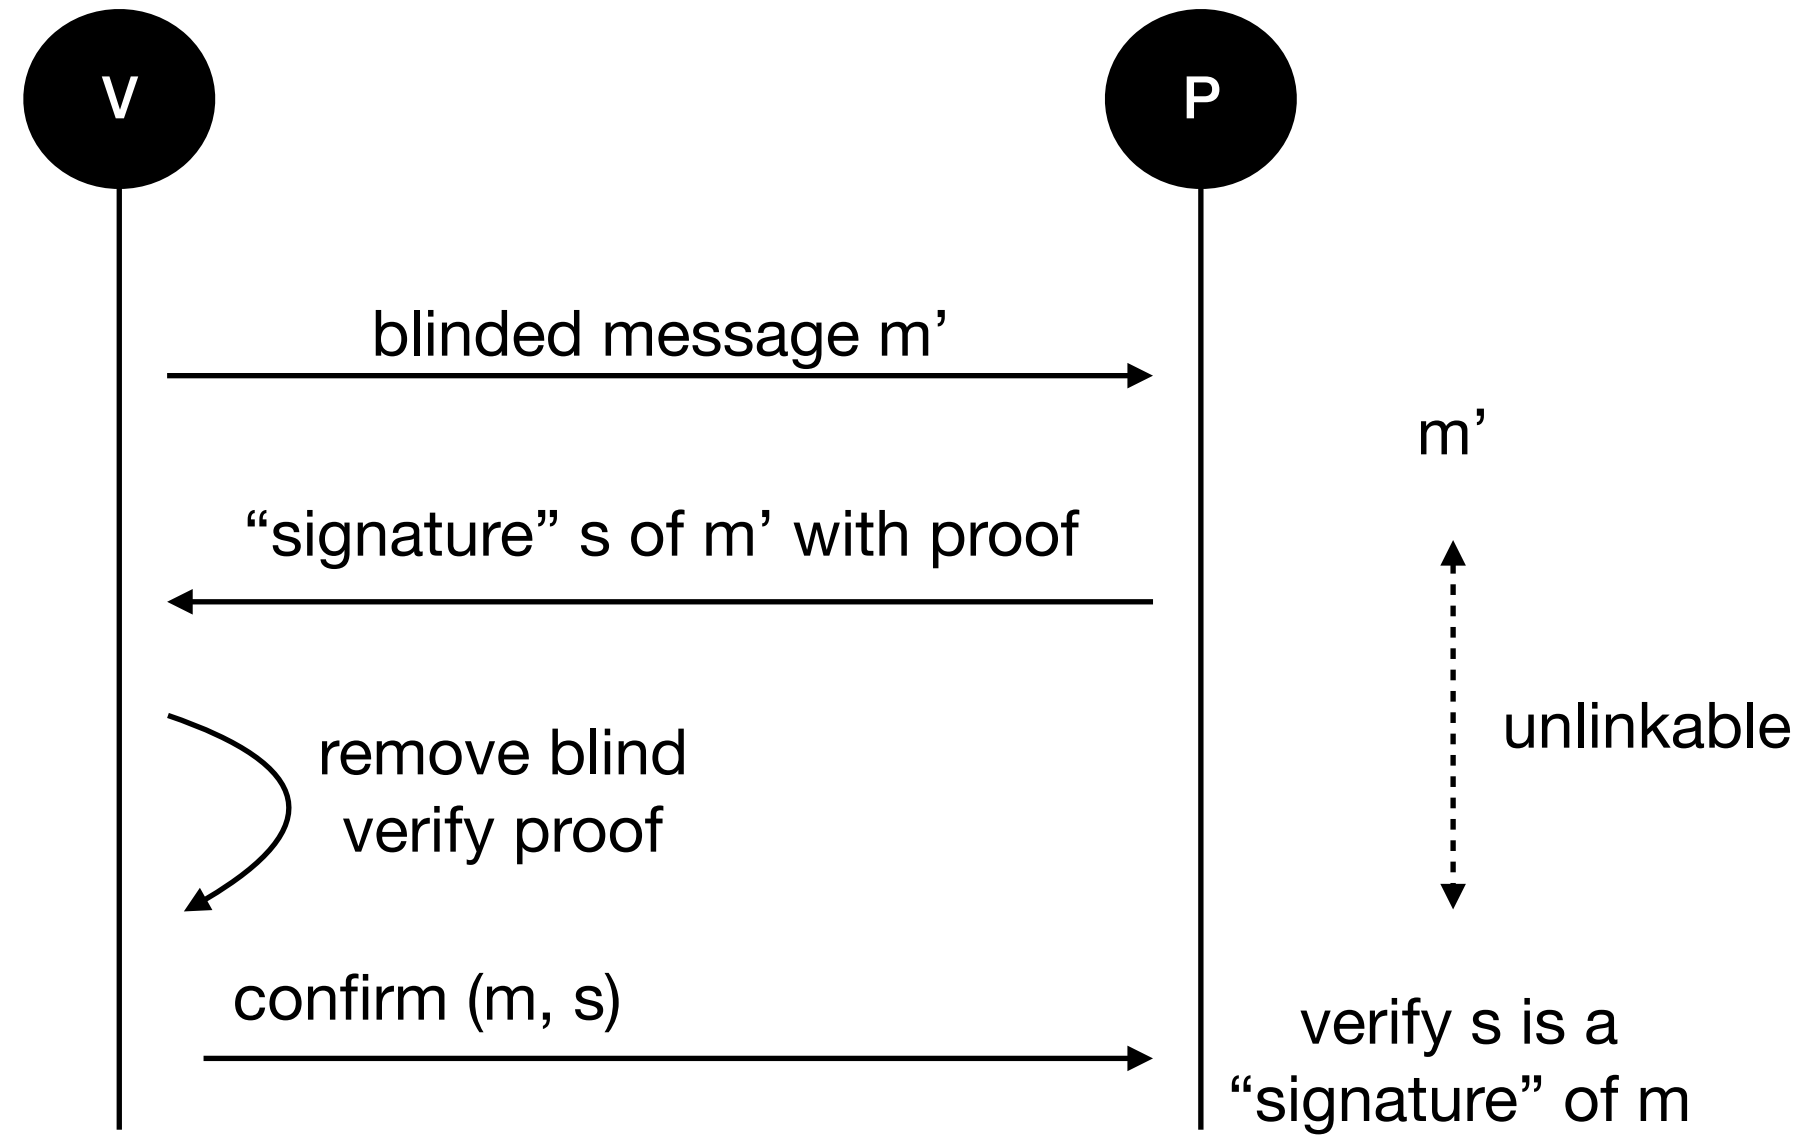 V
P
blinded message m’
m’
“signature” s of m’ with proof
unlinkable
remove blind
verify proof
confirm (m, s)
verify s is a
“signature” of m